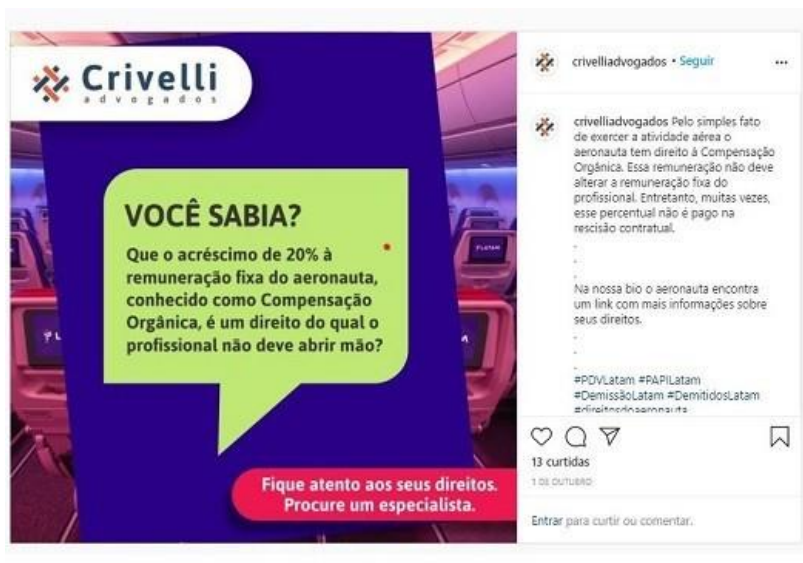 Crivelli
advogados
VOCÊ SABIA?
Que o acréscimo de 20% à
remuneração fixa do aeronauta,
conhecido como Compensação
Orgânica, é um direito do qual o
profissional não deve abrir mão?
Fique atento aos seus direitos.
Procure um especialista.
crivelliadvogados • Seguir
crivelliadvogados Pelo simples fato
de exercer a atividade aérea o
aeronauta tem direito à Compensação
Orgânica. Essa remuneração não deve
alterar a remuneração fixa do
profissional. Entretanto, muitas vezes,
esse percentual não é pago na
rescisão contratual.
.
.
.
Na nossa bio o aeronauta encontra
um link com mais informações sobre
seus direitos.
.
.
.
#PDVLatam #PAPILatam
#DemissãoLatam #DemitidosLatam
#direitosdoaeronauta
13 curtidas
1 DE OUTUBRO
Entrar para curtir ou comentar.